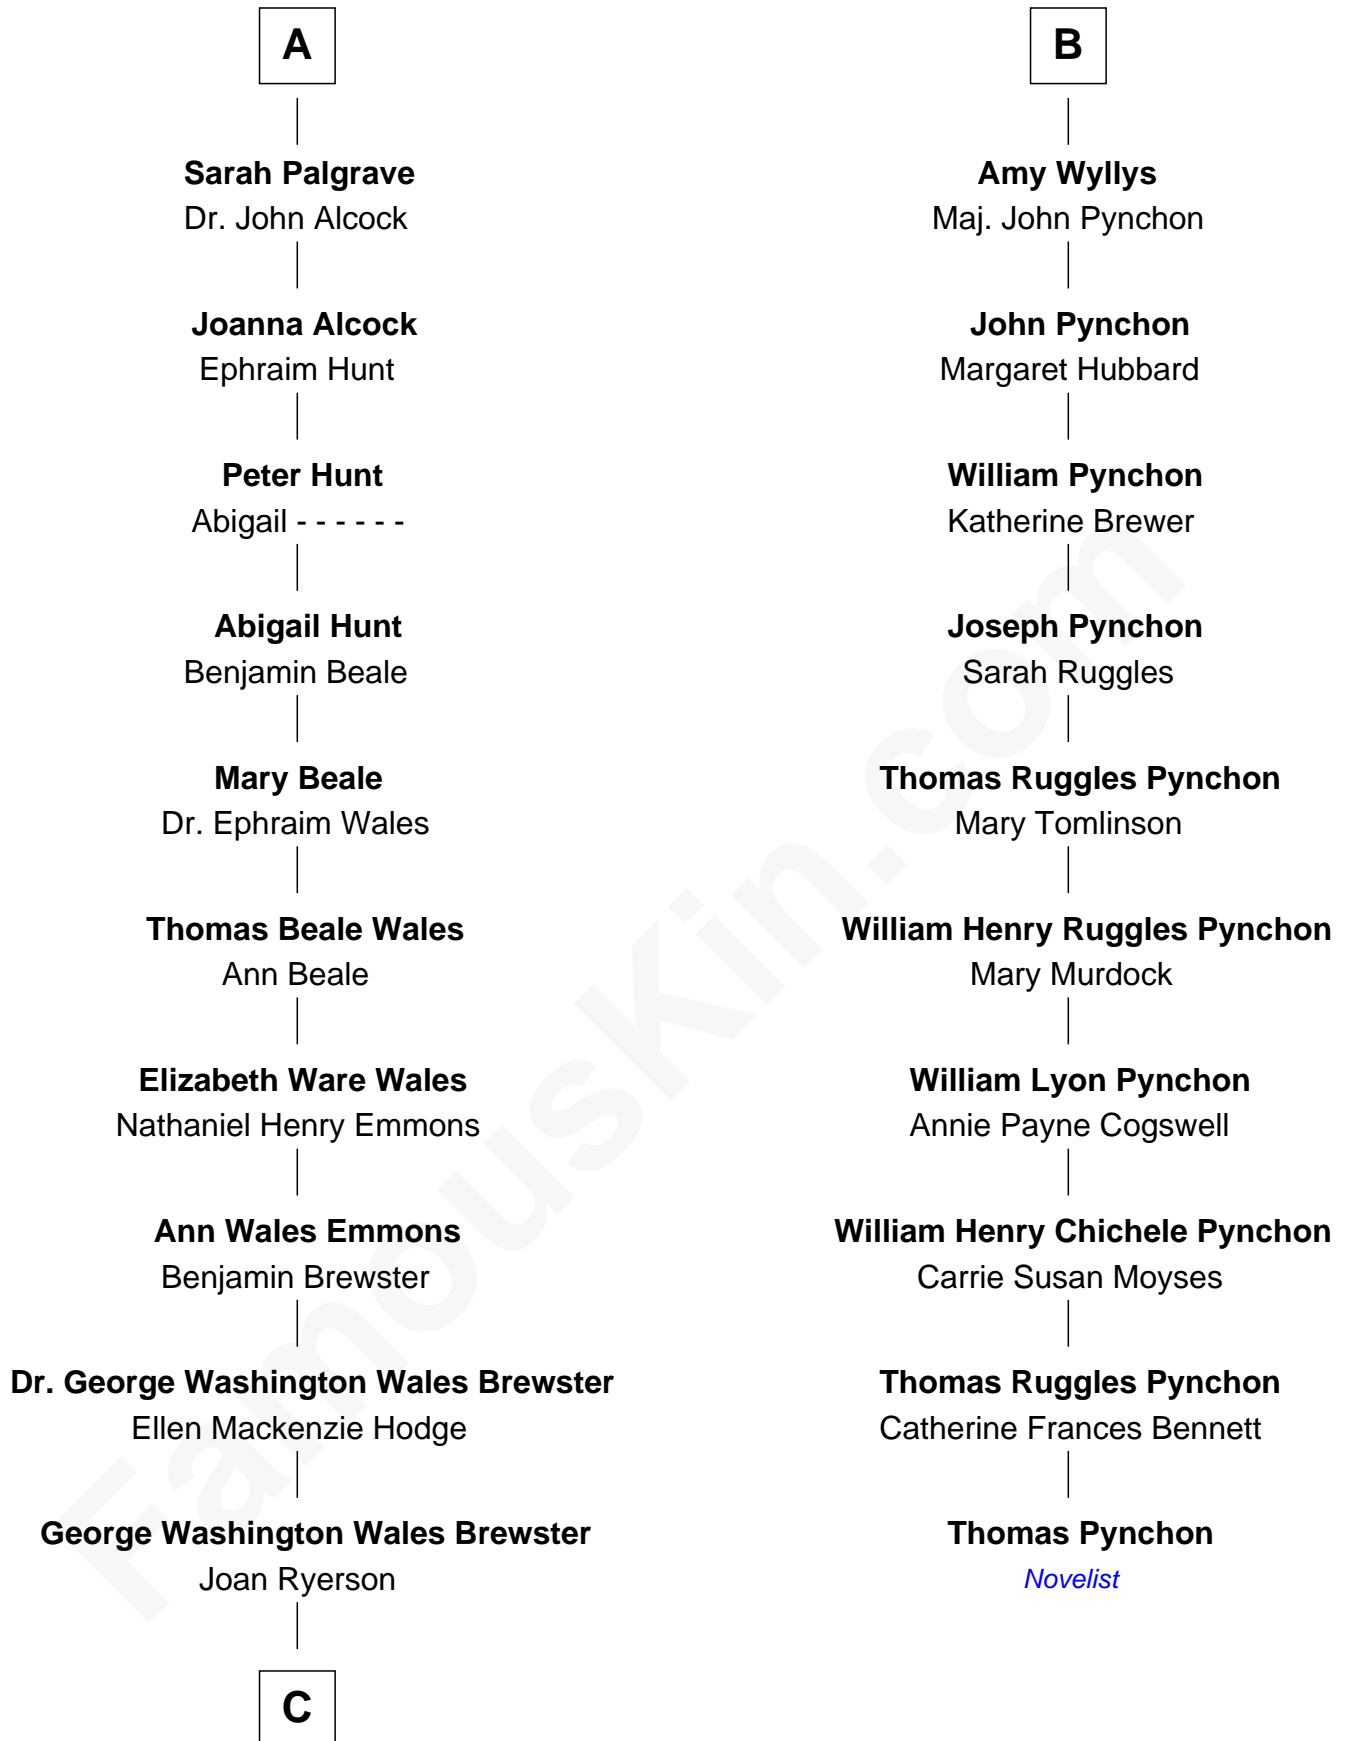 A
Sarah Palgrave
Dr. John Alcock
Joanna Alcock
Ephraim Hunt
Peter Hunt
Abigail - - - - - -
Abigail Hunt
Benjamin Beale
Mary Beale
Dr. Ephraim Wales
Thomas Beale Wales
Ann Beale
Elizabeth Ware Wales
Nathaniel Henry Emmons
Ann Wales Emmons
Benjamin Brewster
Dr. George Washington Wales Brewster
Ellen Mackenzie Hodge
George Washington Wales Brewster
Joan Ryerson
C
B
Amy Wyllys
Maj. John Pynchon
John Pynchon
Margaret Hubbard
William Pynchon
Katherine Brewer
Joseph Pynchon
Sarah Ruggles
Thomas Ruggles Pynchon
Mary Tomlinson
William Henry Ruggles Pynchon
Mary Murdock
William Lyon Pynchon
Annie Payne Cogswell
William Henry Chichele Pynchon
Carrie Susan Moyses
Thomas Ruggles Pynchon
Catherine Frances Bennett
Thomas Pynchon
Novelist
FamousKin.com